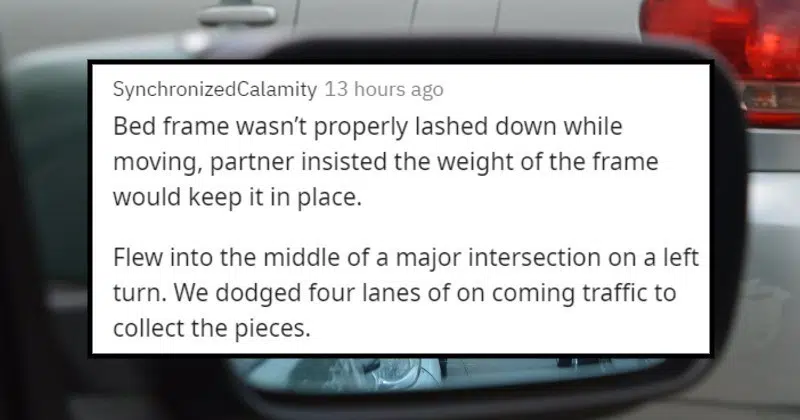 SynchronizedCalamity 13 hours ago
Bed frame wasn’t properly lashed down while
moving, partner insisted the weight of the frame
would keep it in place.
Flew into the middle of a major intersection on a left
turn. We dodged four lanes of on coming traffic to
collect the pieces.